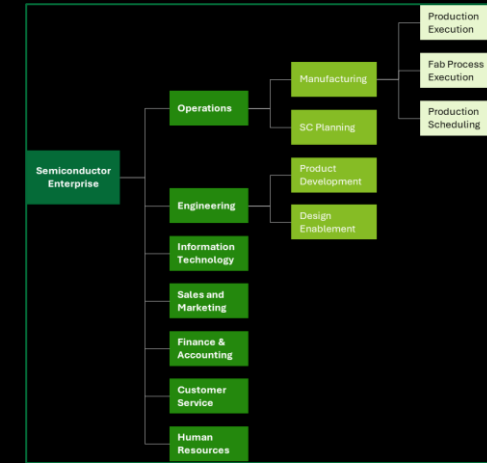 Production
Execution
Fab Process
Execution
Production
Scheduling
Manufacturing
SC Planning
Operations
Semiconductor
Enterprise
Product
Development
Engineering
Design
Enablement
Information
Technology
Sales and
Marketing
Finance &
Accounting
Customer
Service
Human
Resources